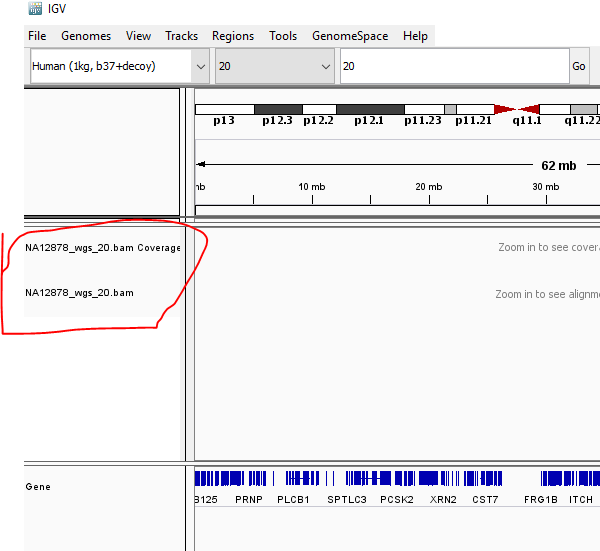 IGV
File Genomes View Tracks Regions Tools GenomeSpace Help
Human (1kg, b37+decoy) 20 20 Go
p13 p12.3 p12.2 p12.1 p11.23 p11.21 q11.1 q11.22
62 mb
mb 10 mb 20 mb 30 mb
NA12878_wgs_20.bam Coverage Zoom in to see covera
NA12878_wgs_20.bam Zoom in to see alignme
Gene
B125 PRNP PLCB1 SPTLC3 PCSK2 XRN2 CST7 FRG1B ITCH